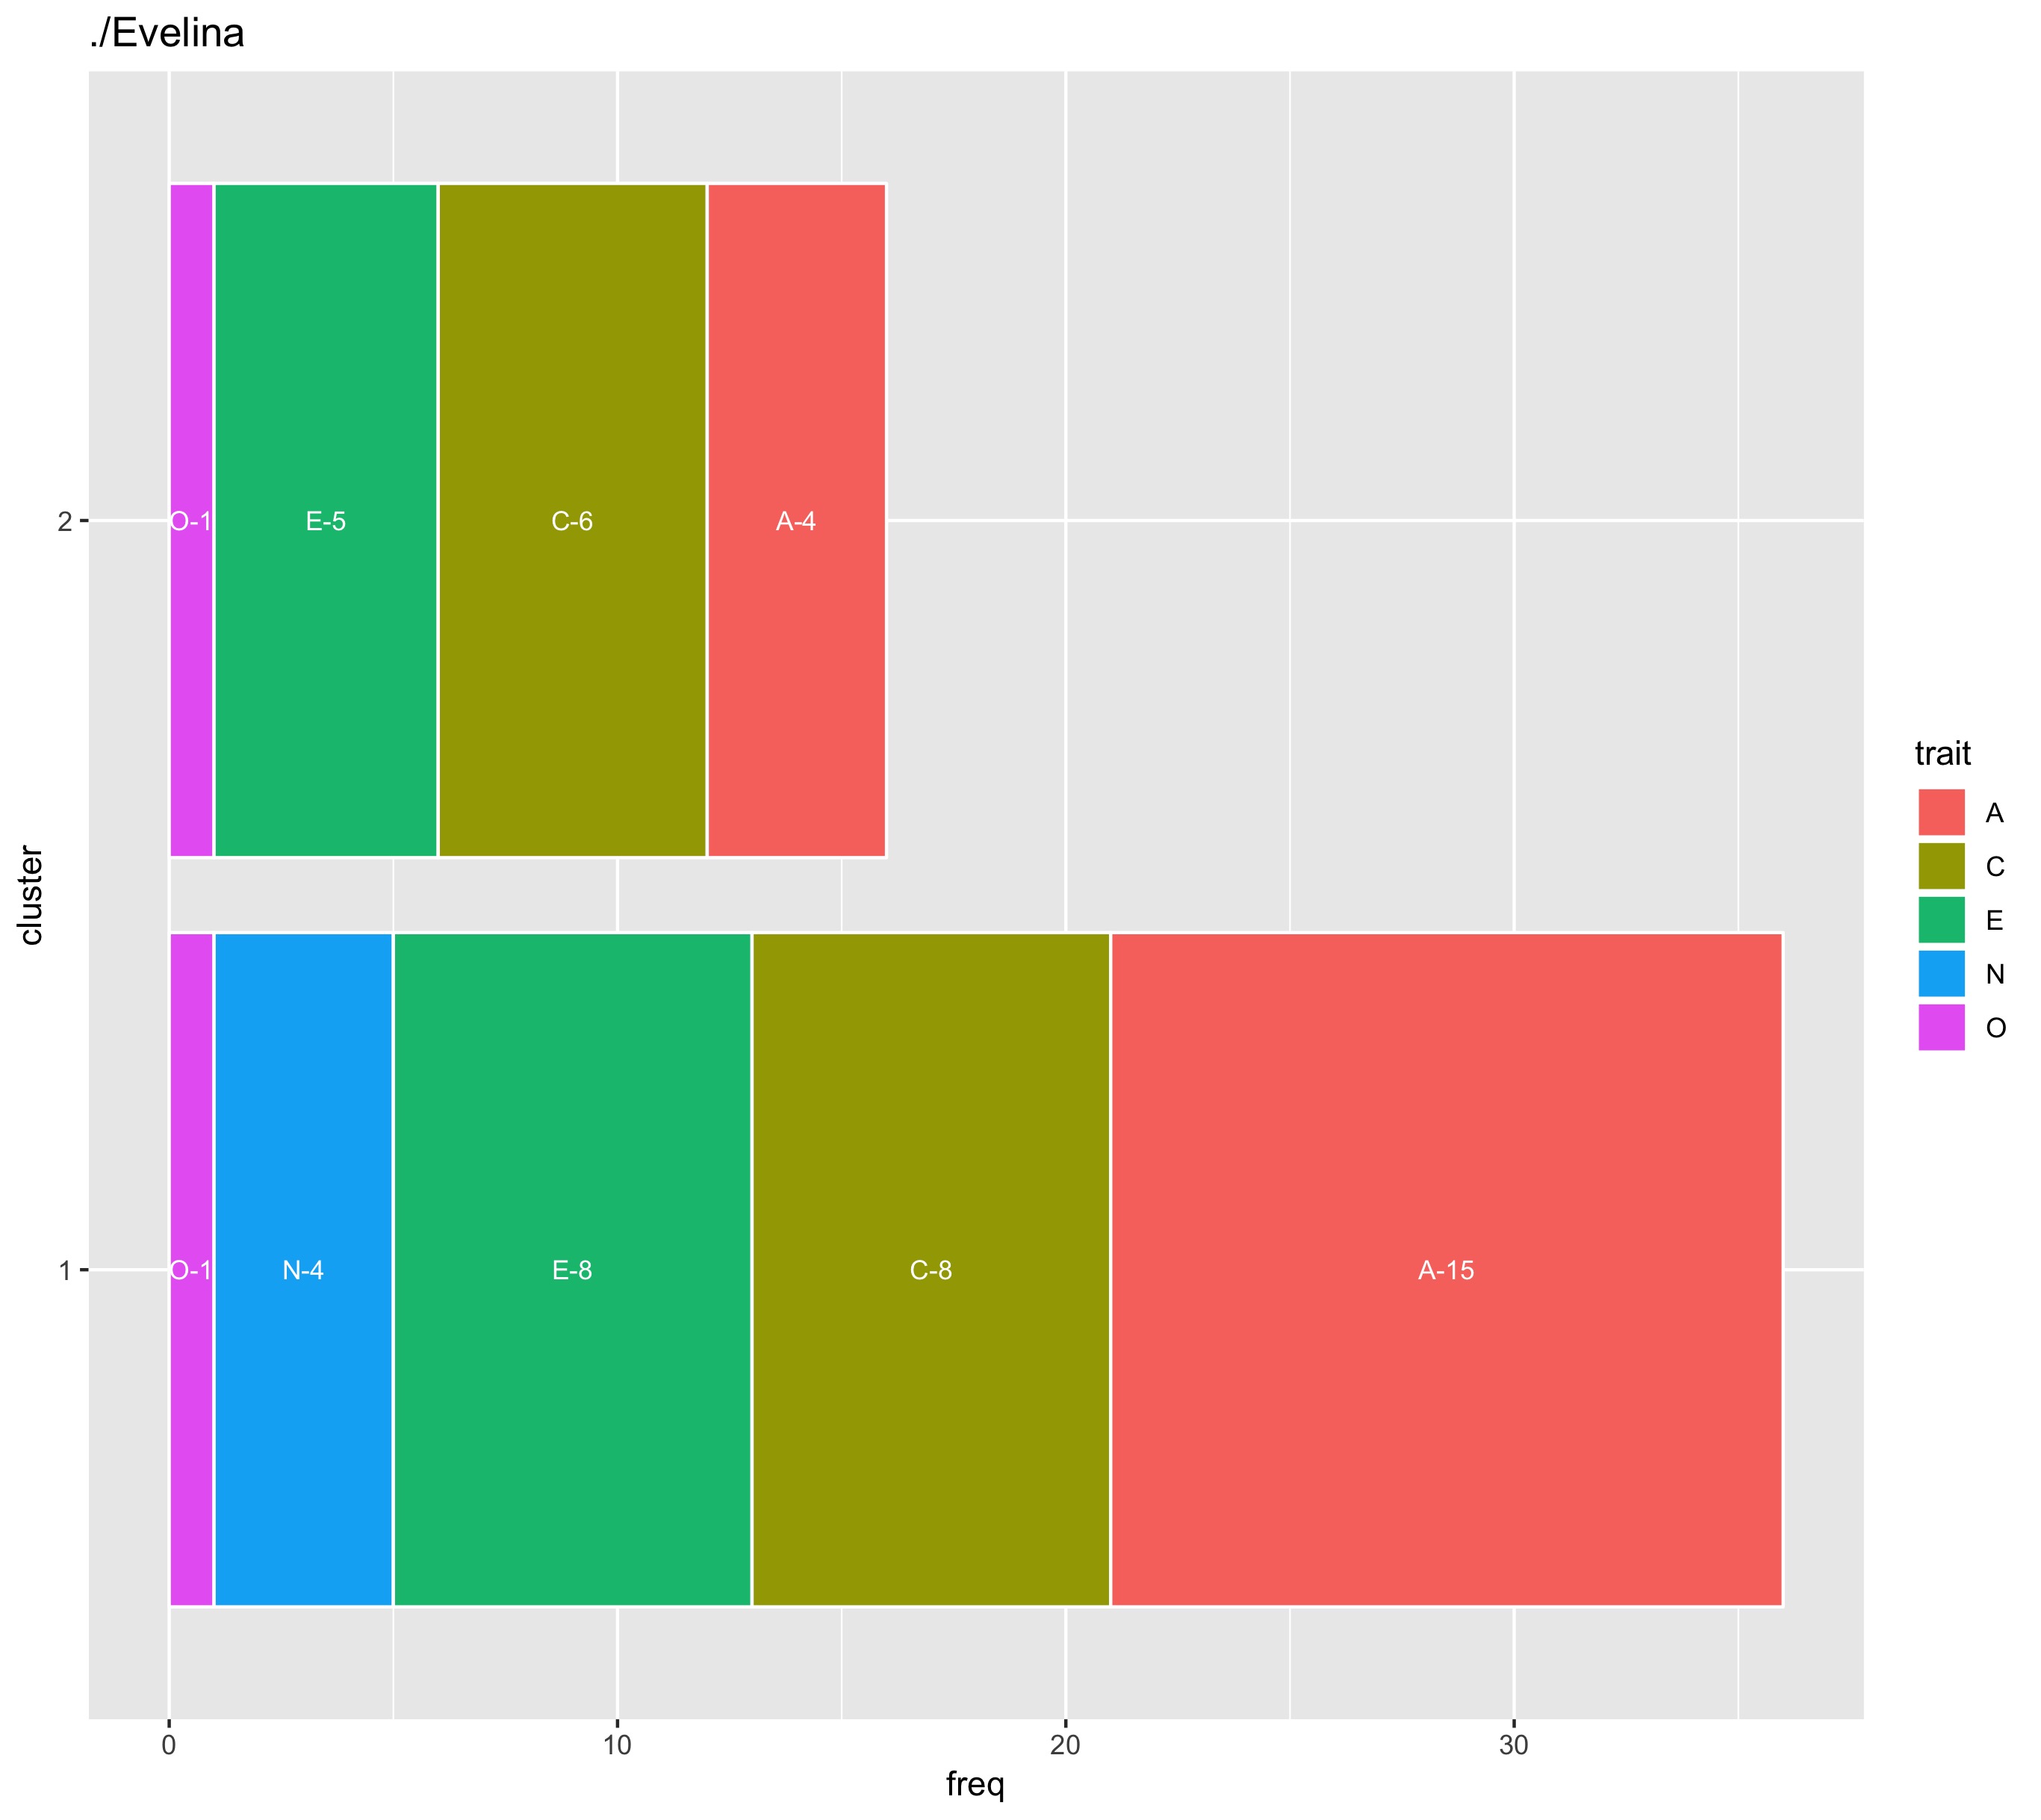 ./Evelina
cluster
2
O-1 E-5 C-6 A-4
1
O-1 N-4 E-8 C-8 A-15
0 10 20 30
freq
trait
A
C
E
N
O